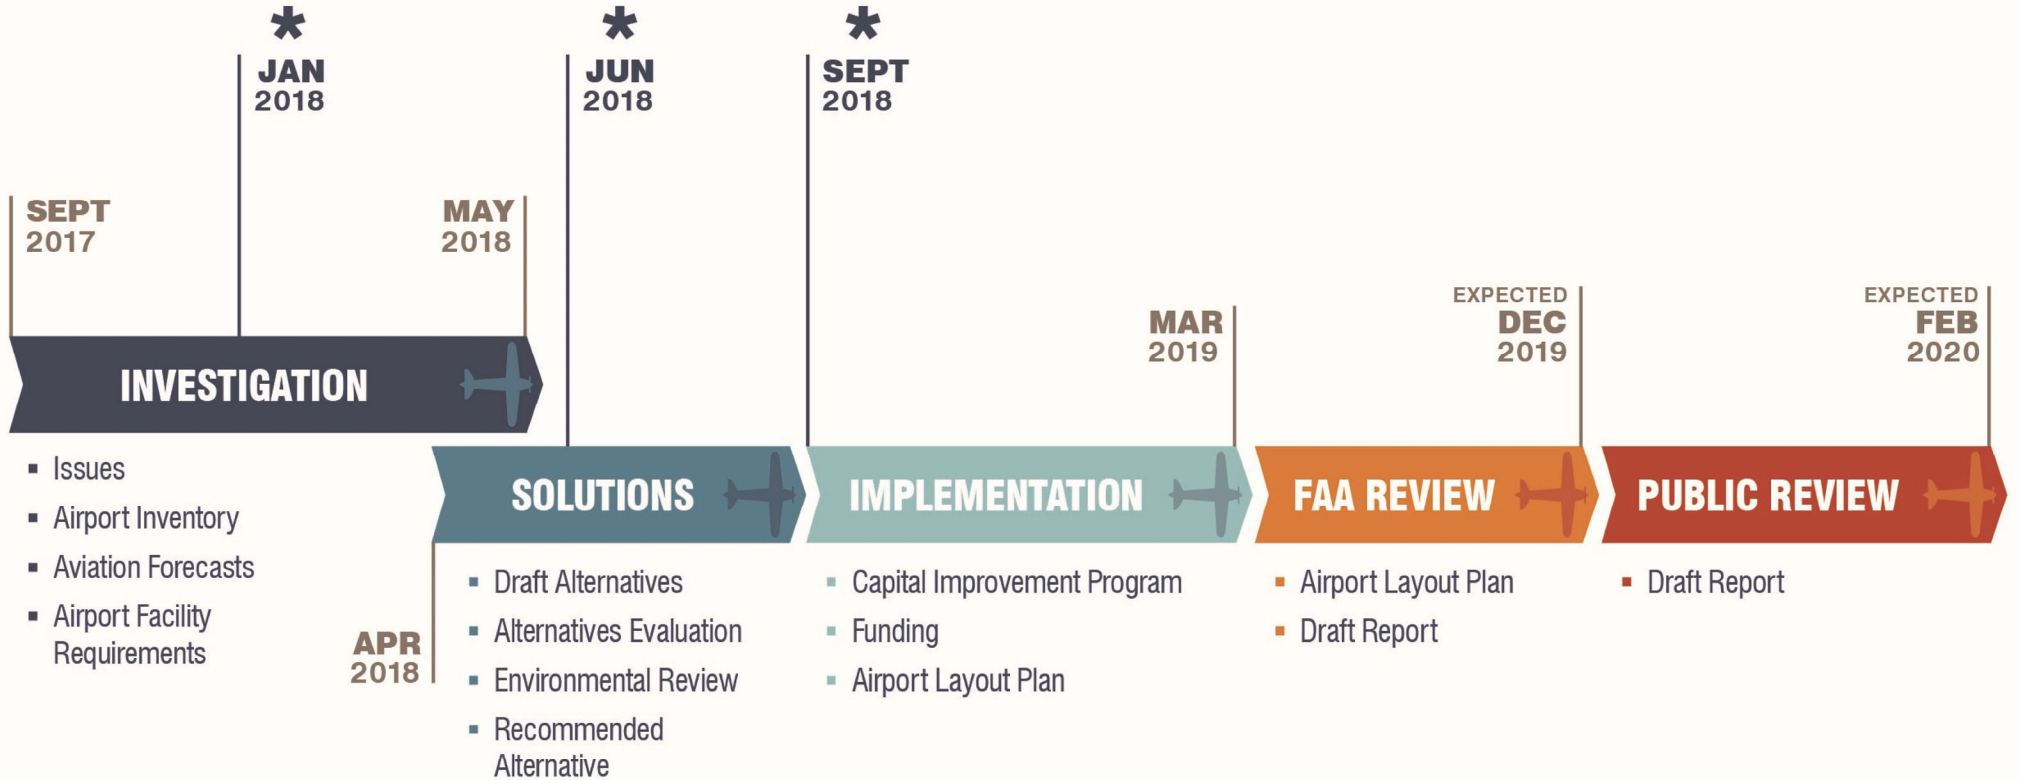 *
JAN
2018
*
JUN
2018
*
SEPT
2018
SEPT
2017
MAY
2018
MAR
2019
EXPECTED
DEC
2019
EXPECTED
FEB
2020
INVESTIGATION
▪ Issues
▪ Airport Inventory
▪ Aviation Forecasts
▪ Airport Facility
Requirements
APR
2018
SOLUTIONS
▪ Draft Alternatives
▪ Alternatives Evaluation
▪ Environmental Review
▪ Recommended
Alternative
IMPLEMENTATION
▪ Capital Improvement Program
▪ Funding
▪ Airport Layout Plan
FAA REVIEW
▪ Airport Layout Plan
▪ Draft Report
PUBLIC REVIEW
▪ Draft Report